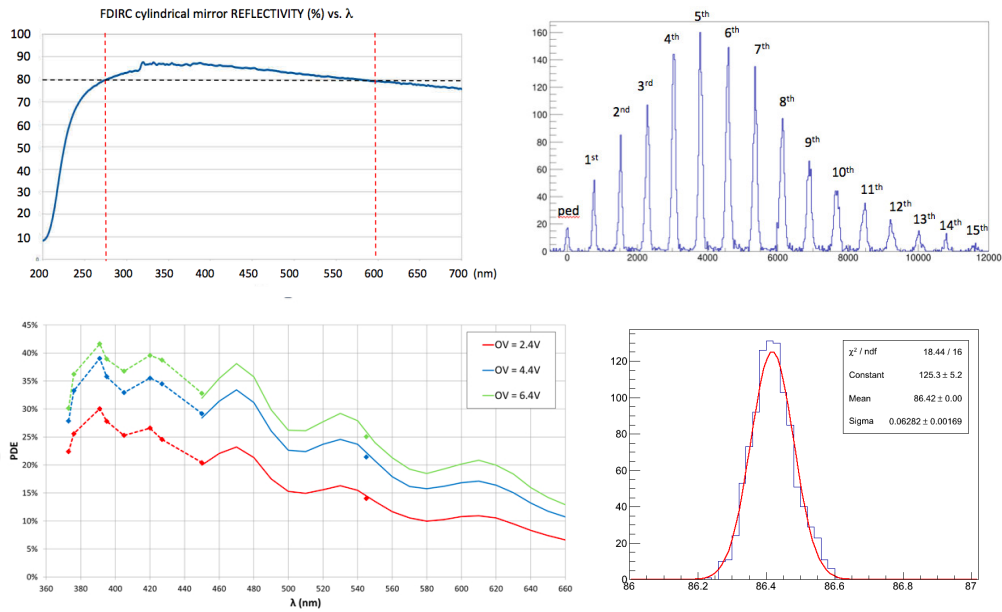 FDIRC cylindrical mirror REFLECTIVITY (%) vs. λ
100
90
80
70
60
50
40
30
20
10
200 250 300 350 400 450 500 550 600 650 700 (nm)
160
140
120
100
80
60
40
20
0
ped
1st
2nd
3rd
4th
5th
6th
7th
8th
9th
10th
11th
12th
13th
14th
15th
0 2000 4000 6000 8000 10000 12000
45%
40%
35%
30%
25%
20%
15%
10%
5%
0%
PDE
OV = 2.4V
OV = 4.4V
OV = 6.4V
360 380 400 420 440 460 480 500 520 540 560 580 600 620 640 660
λ (nm)
120
100
80
60
40
20
0
χ² / ndf 18.44 / 16
Constant 125.3 ± 5.2
Mean 86.42 ± 0.00
Sigma 0.06282 ± 0.00169
86 86.2 86.4 86.6 86.8 87